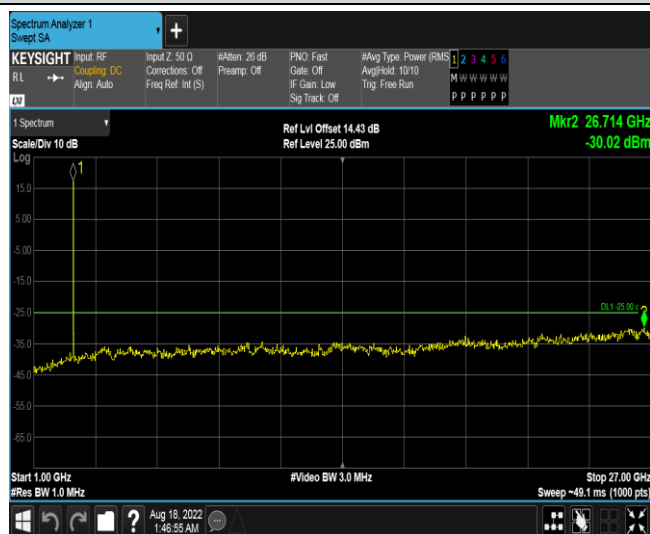 Spectrum Analyzer 1
Swept SA
+
KEYSIGHT
RL
LXI
Input: RF
Coupling: DC
Align: Auto
Input Z: 50 Ω
Corrections: Off
Freq Ref: Int (S)
#Atten: 26 dB
Preamp: Off
PNO: Fast
Gate: Off
IF Gain: Low
Sig Track: Off
#Avg Type: Power (RMS
Avg|Hold: 10/10
Trig: Free Run
1 2 3 4 5 6
M W W W W W
P P P P P P
1 Spectrum
Scale/Div 10 dB
Log
Ref Lvl Offset 14.43 dB
Ref Level 25.00 dBm
Mkr2 26.714 GHz
-30.02 dBm
1
15.0
5.00
-5.00
-15.0
-25.0
DL1 -25.00
2
-35.0
-45.0
-55.0
-65.0
Start 1.00 GHz
#Res BW 1.0 MHz
#Video BW 3.0 MHz
Stop 27.00 GHz
Sweep ~49.1 ms (1000 pts)
?
Aug 18, 2022
1:46:55 AM